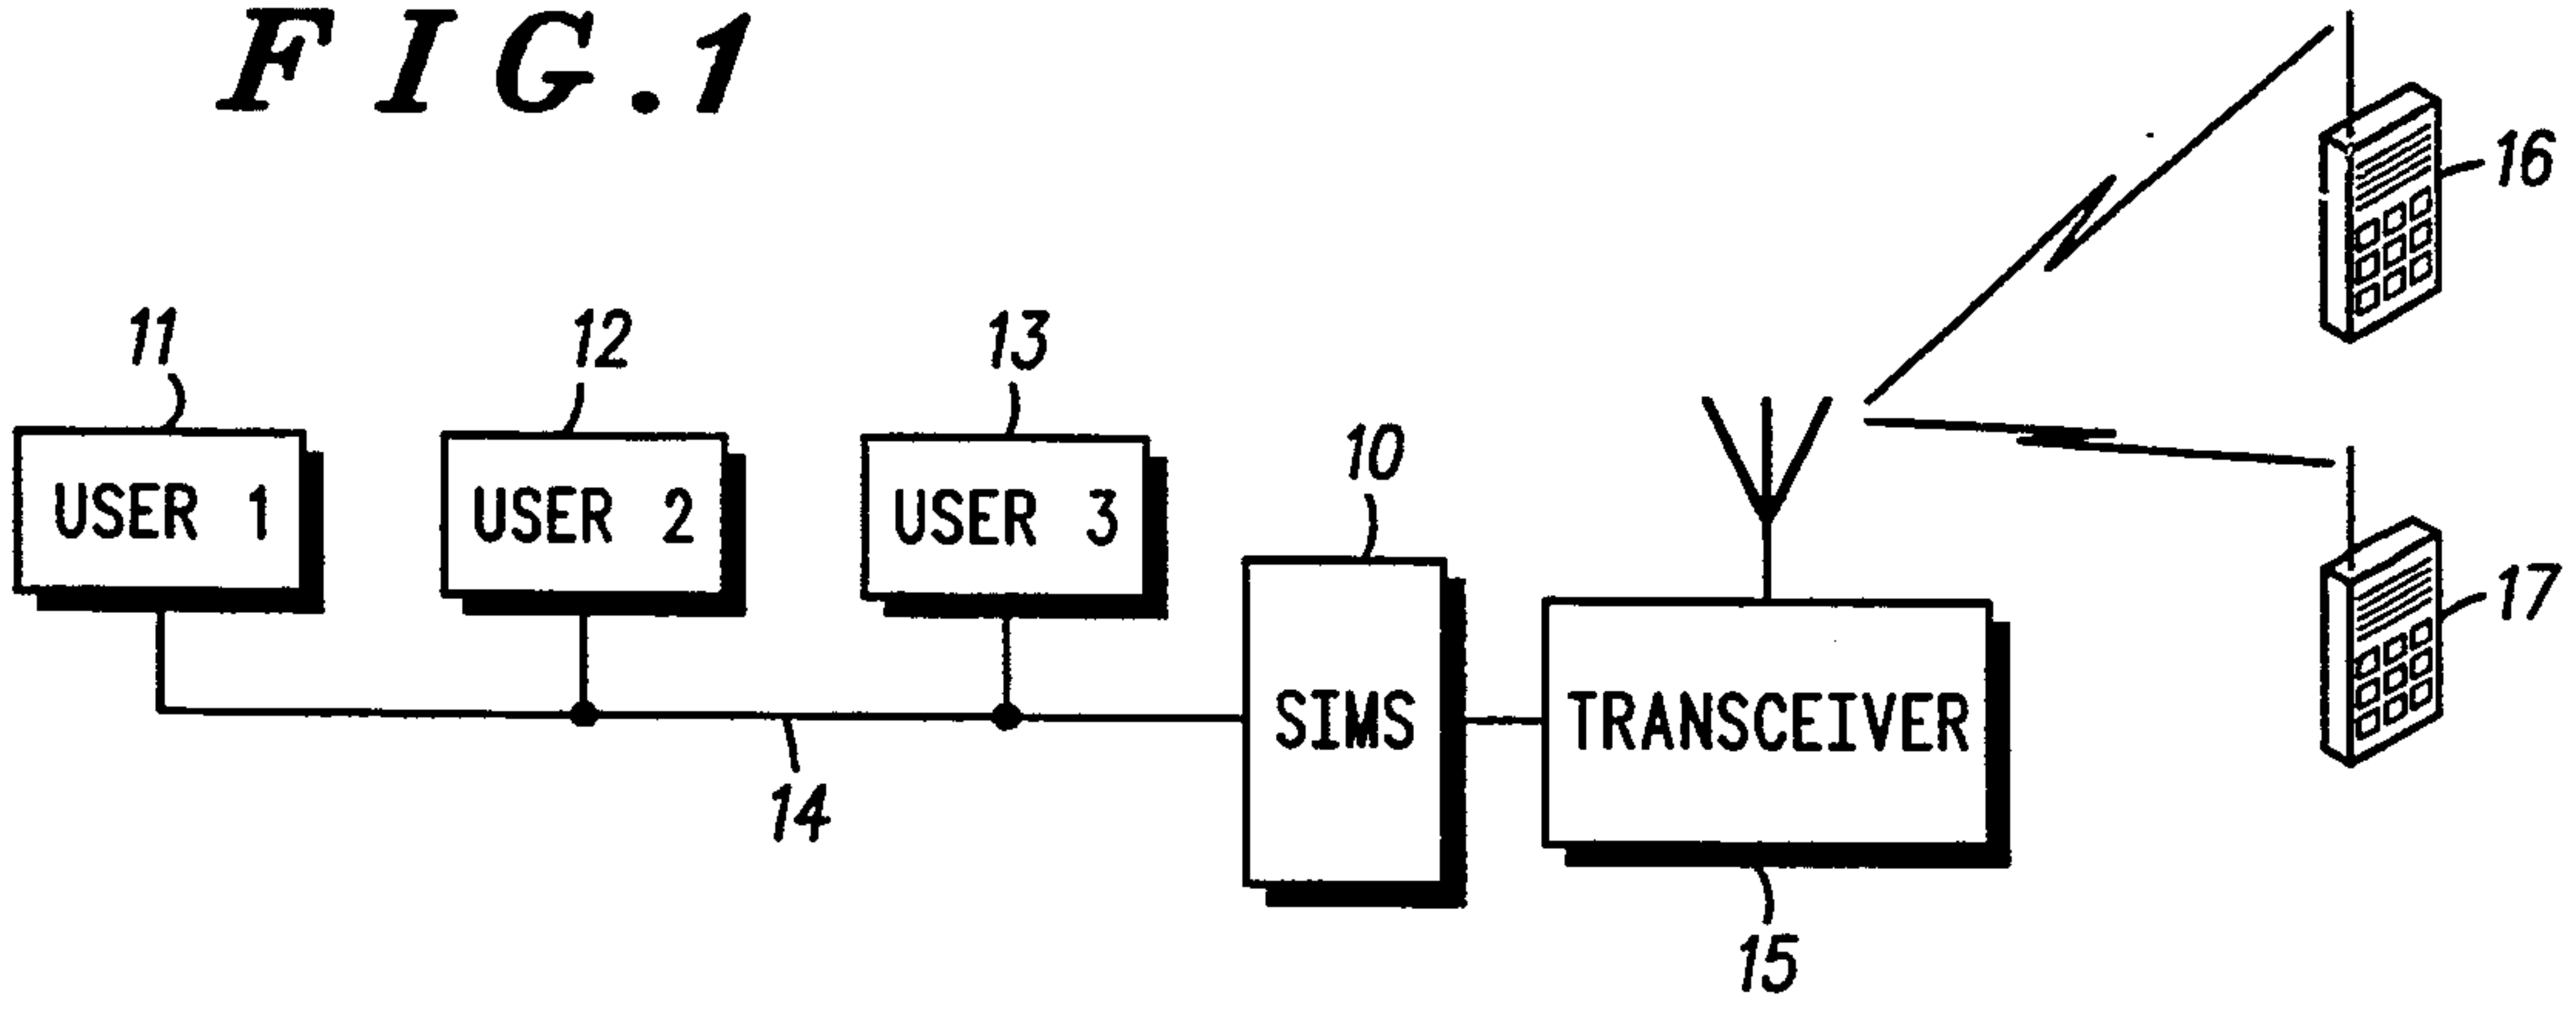 FIG.1
16
11
12
13
10
USER 1
USER 2
USER 3
17
SIMS
TRANSCEIVER
14
15